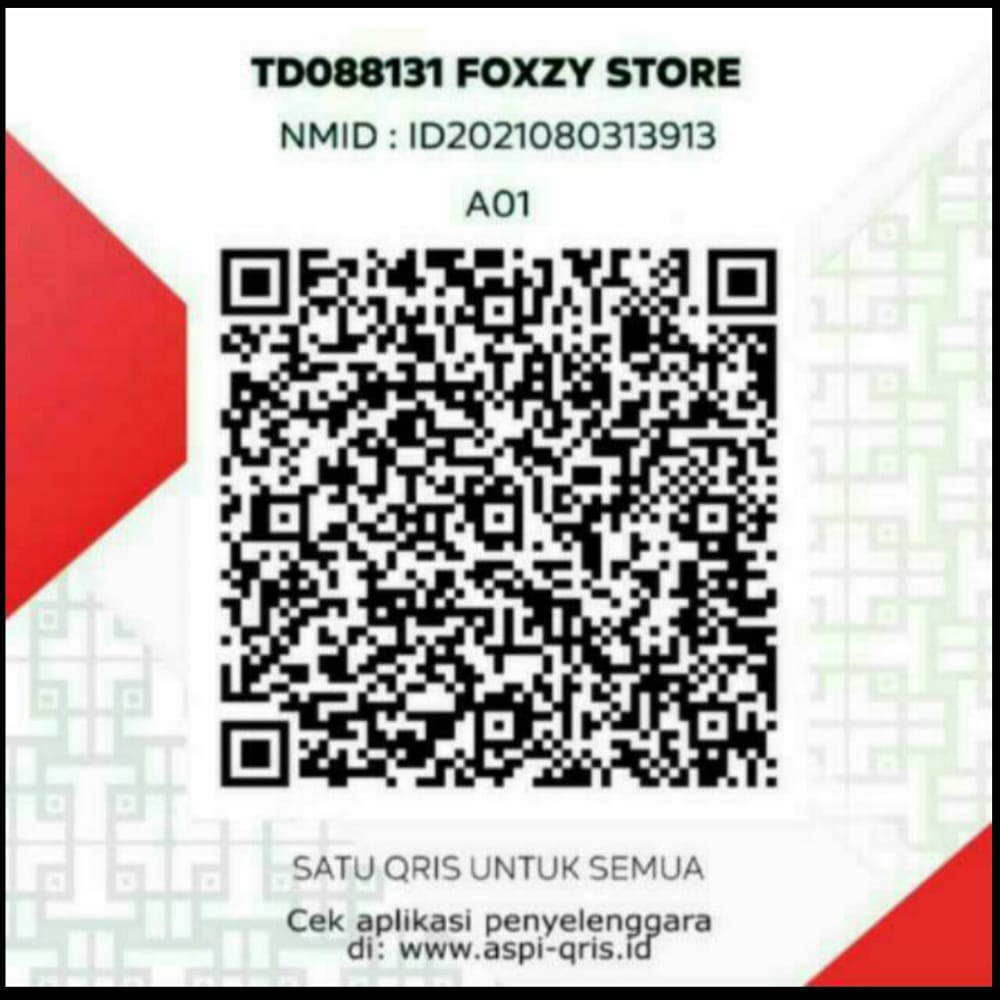 TD088131 FOXZY STORE
NMID : ID2021080313913
A01
SATU QRIS UNTUK SEMUA
Cek aplikasi penyelenggara
di: www.aspi-qris.id